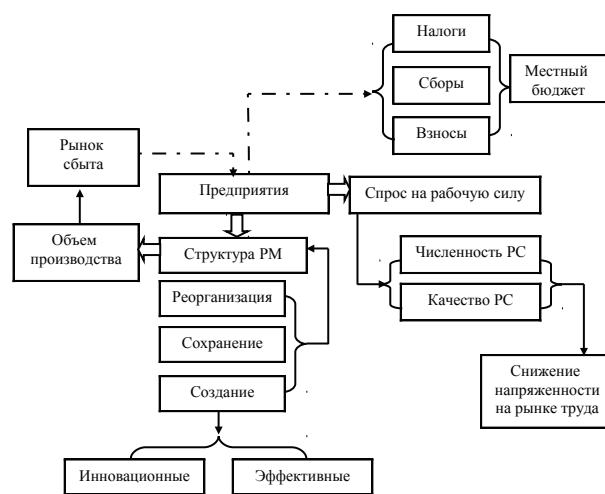 Налоги
Местный
бюджет
Сборы
Взносы
Рынок
сбыта
Предприятия
Спрос на рабочую силу
Объем
производства
Структура РМ
Численность РС
Реорганизация
Качество РС
Сохранение
Создание
Снижение
напряженности
на рынке труда
Инновационные
Эффективные